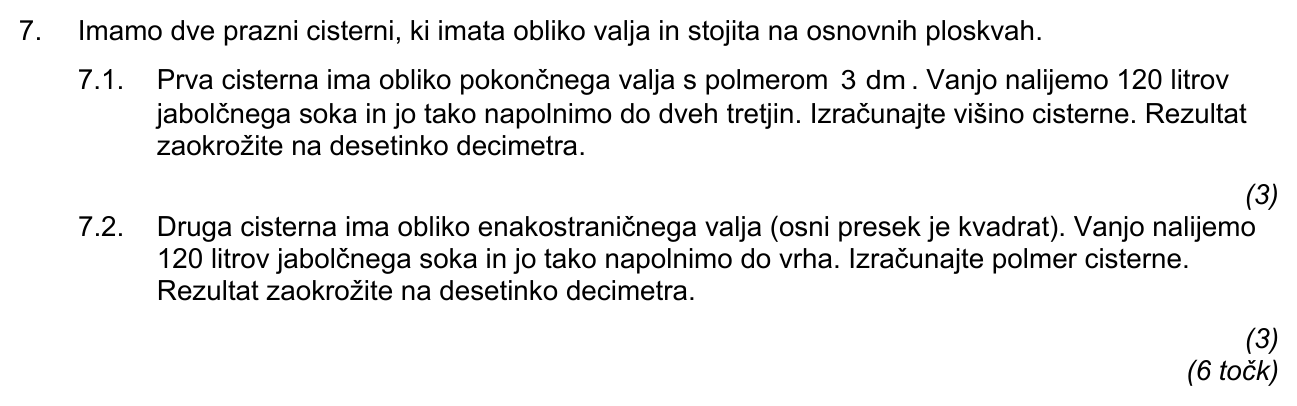 7. Imamo dve prazni cisterni, ki imata obliko valja in stojita na osnovnih ploskvah.
7.1. Prva cisterna ima obliko pokončnega valja s polmerom 3 dm. Vanjo nalijemo 120 litrov
jabolčnega soka in jo tako napolnimo do dveh tretjin. Izračunajte višino cisterne. Rezultat
zaokrožite na desetinko decimetra.
(3)
7.2. Druga cisterna ima obliko enakostraničnega valja (osni presek je kvadrat). Vanjo nalijemo
120 litrov jabolčnega soka in jo tako napolnimo do vrha. Izračunajte polmer cisterne.
Rezultat zaokrožite na desetinko decimetra.
(3)
(6 točk)